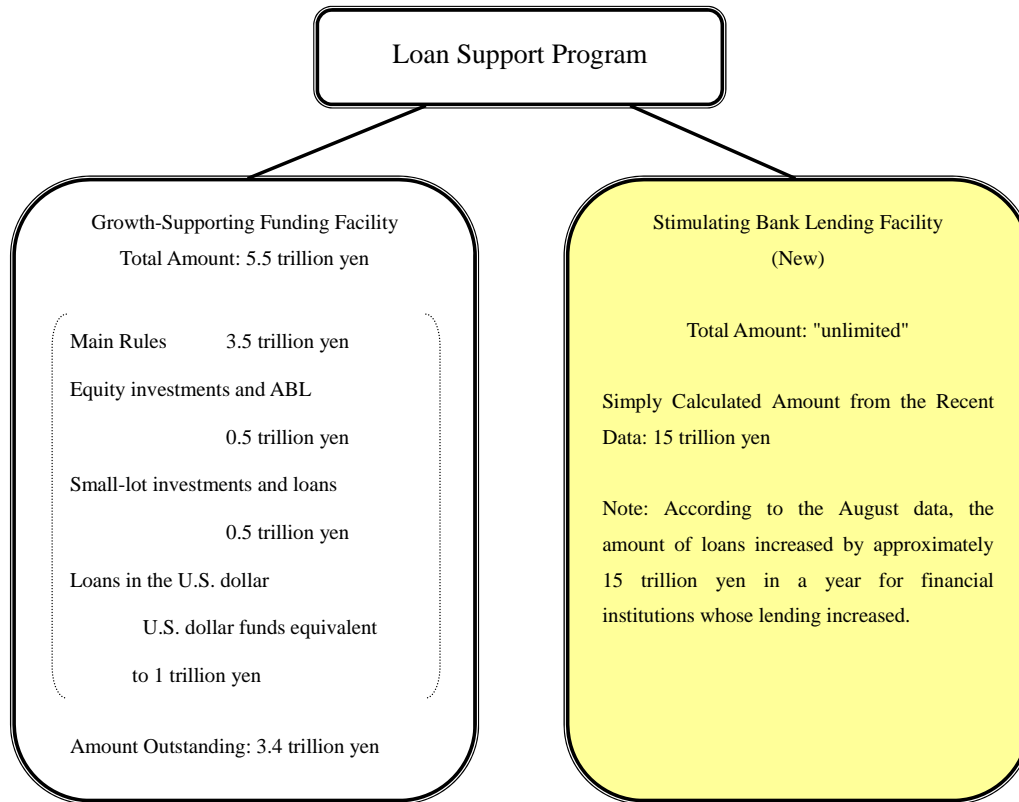 Loan Support Program
Growth-Supporting Funding Facility
Total Amount: 5.5 trillion yen
Main Rules 3.5 trillion yen
Equity investments and ABL
0.5 trillion yen
Small-lot investments and loans
0.5 trillion yen
Loans in the U.S. dollar
U.S. dollar funds equivalent
to 1 trillion yen
Amount Outstanding: 3.4 trillion yen
Stimulating Bank Lending Facility
(New)
Total Amount: "unlimited"
Simply Calculated Amount from the Recent
Data: 15 trillion yen
Note: According to the August data, the
amount of loans increased by approximately
15 trillion yen in a year for financial
institutions whose lending increased.